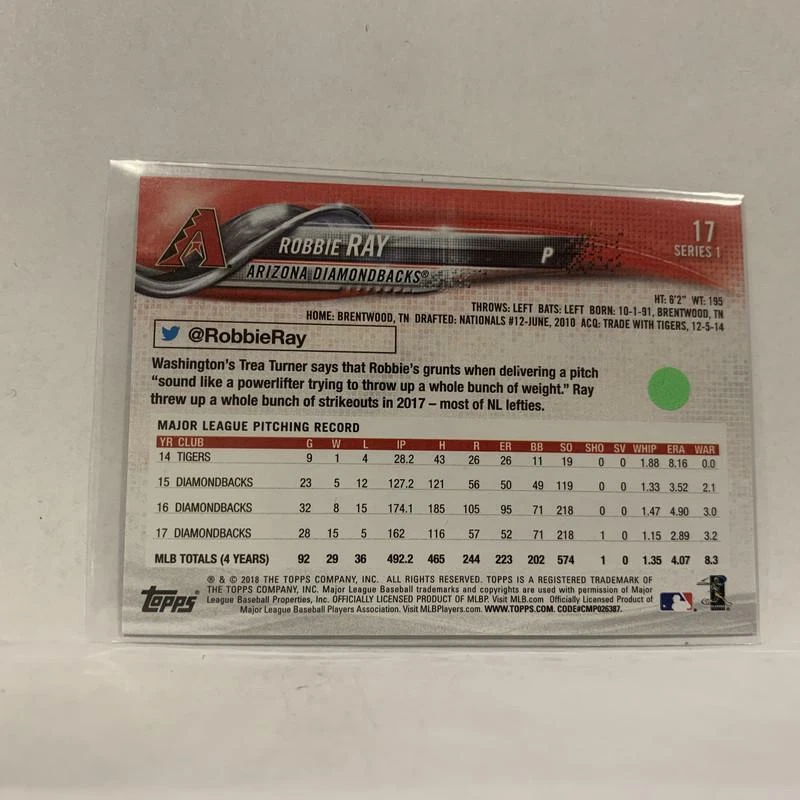 17
SERIES 1
ROBBIE RAY
P
ARIZONA DIAMONDBACKS®
HT: 6'2" WT: 195
THROWS: LEFT BATS: LEFT BORN: 10-1-91, BRENTWOOD, TN
HOME: BRENTWOOD, TN DRAFTED: NATIONALS #12-JUNE, 2010 ACQ: TRADE WITH TIGERS, 12-5-14
@RobbieRay
Washington's Trea Turner says that Robbie's grunts when delivering a pitch
"sound like a powerlifter trying to throw up a whole bunch of weight." Ray
threw up a whole bunch of strikeouts in 2017 – most of NL lefties.
MAJOR LEAGUE PITCHING RECORD
YR CLUB G W L IP H R ER BB SO SHO SV WHIP ERA WAR
14 TIGERS 9 1 4 28.2 43 26 26 11 19 0 0 1.88 8.16 0.0
15 DIAMONDBACKS 23 5 12 127.2 121 56 50 49 119 0 0 1.33 3.52 2.1
16 DIAMONDBACKS 32 8 15 174.1 185 105 95 71 218 0 0 1.47 4.90 3.0
17 DIAMONDBACKS 28 15 5 162 116 57 52 71 218 1 0 1.15 2.89 3.2
MLB TOTALS (4 YEARS) 92 29 36 492.2 465 244 223 202 574 1 0 1.35 4.07 8.3
® & © 2018 THE TOPPS COMPANY, INC. ALL RIGHTS RESERVED. TOPPS IS A REGISTERED TRADEMARK OF
THE TOPPS COMPANY, INC. Major League Baseball trademarks and copyrights are used with permission of Major
League Baseball Properties, Inc. OFFICIALLY LICENSED PRODUCT OF MLBP. Visit MLB.com Officially Licensed Product of
Major League Baseball Players Association. Visit MLBPlayers.com. WWW.TOPPS.COM. CODE#CMP026387.
topps